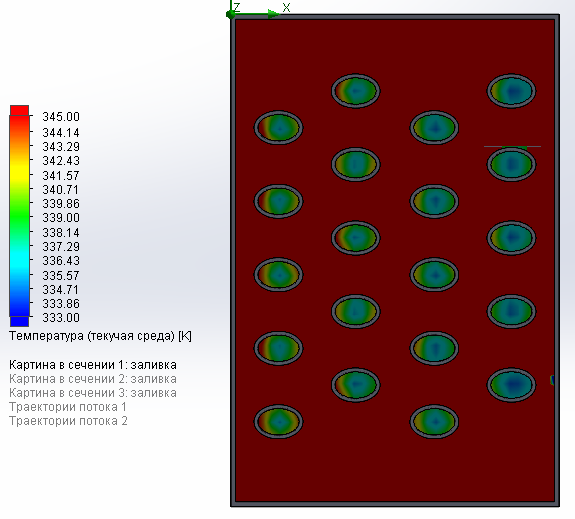 Z X
345.00
344.14
343.29
342.43
341.57
340.71
339.86
339.00
338.14
337.29
336.43
335.57
334.71
333.86
333.00
Температура (текучая среда) [K]
Картина в сечении 1: заливка
Картина в сечении 2: заливка
Картина в сечении 3: заливка
Траектории потока 1
Траектории потока 2